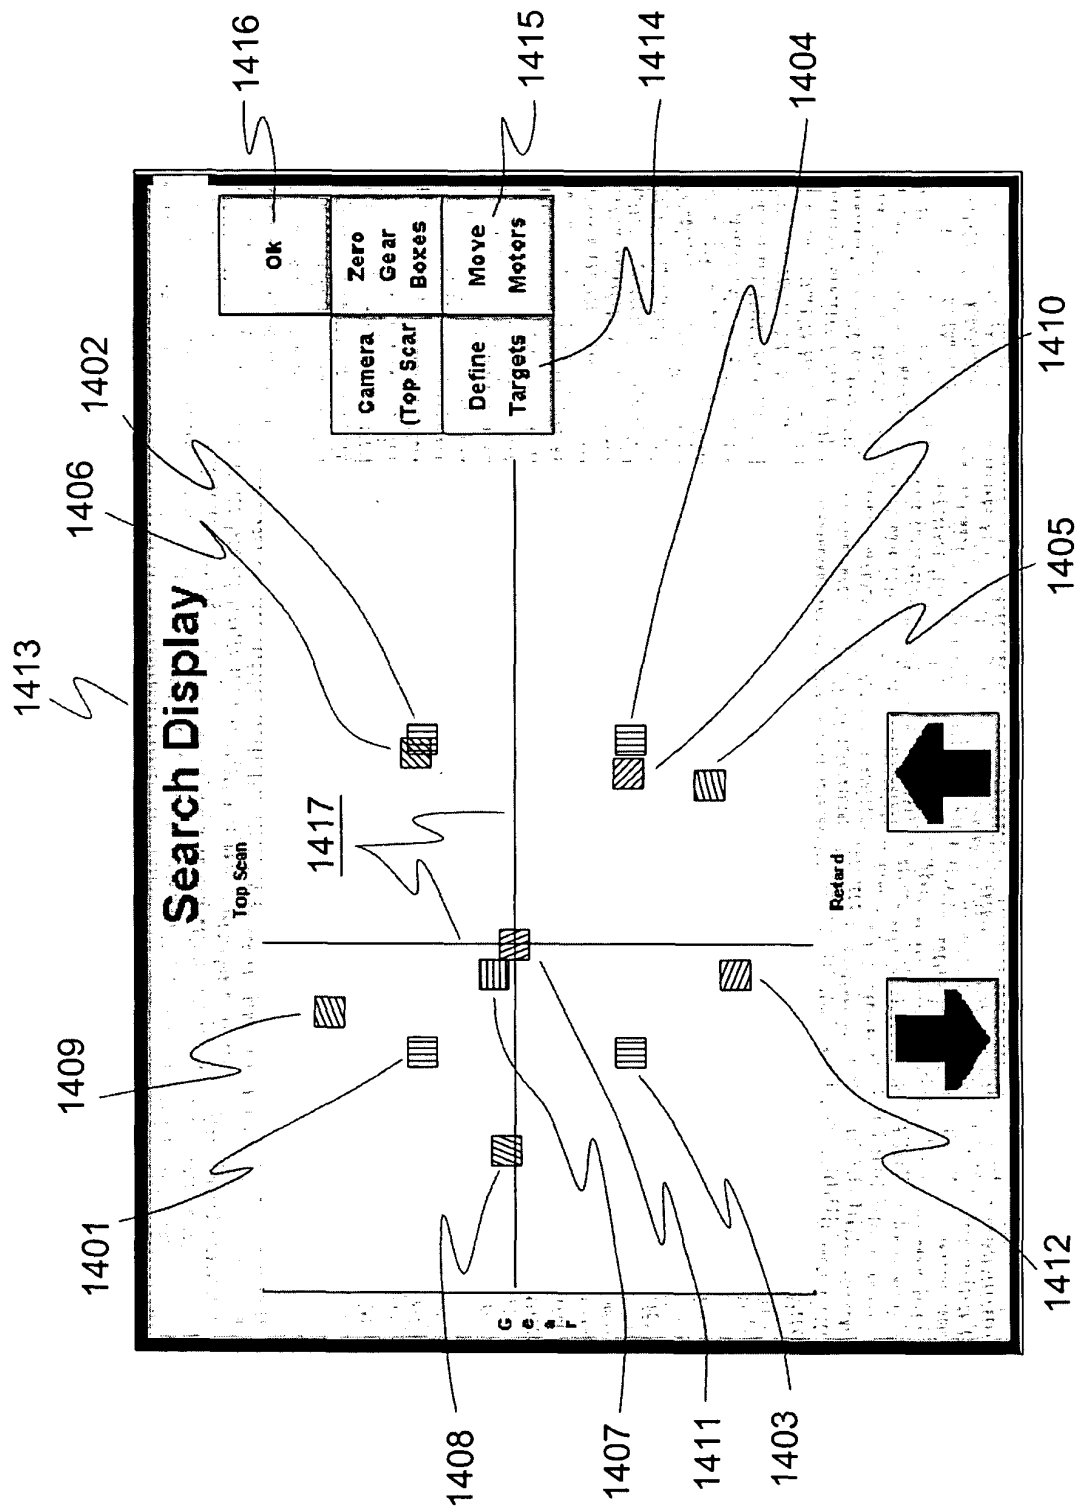 1413
Search Display
Top Scan
1409
1401
1406
1402
1416
Ok
Camera
(Top Scar
Zero
Gear
Boxes
Define
Targets
Move
Motors
1415
1414
1404
1417
Gear
Retard
1408
1407
1411
1403
1412
1405
1410